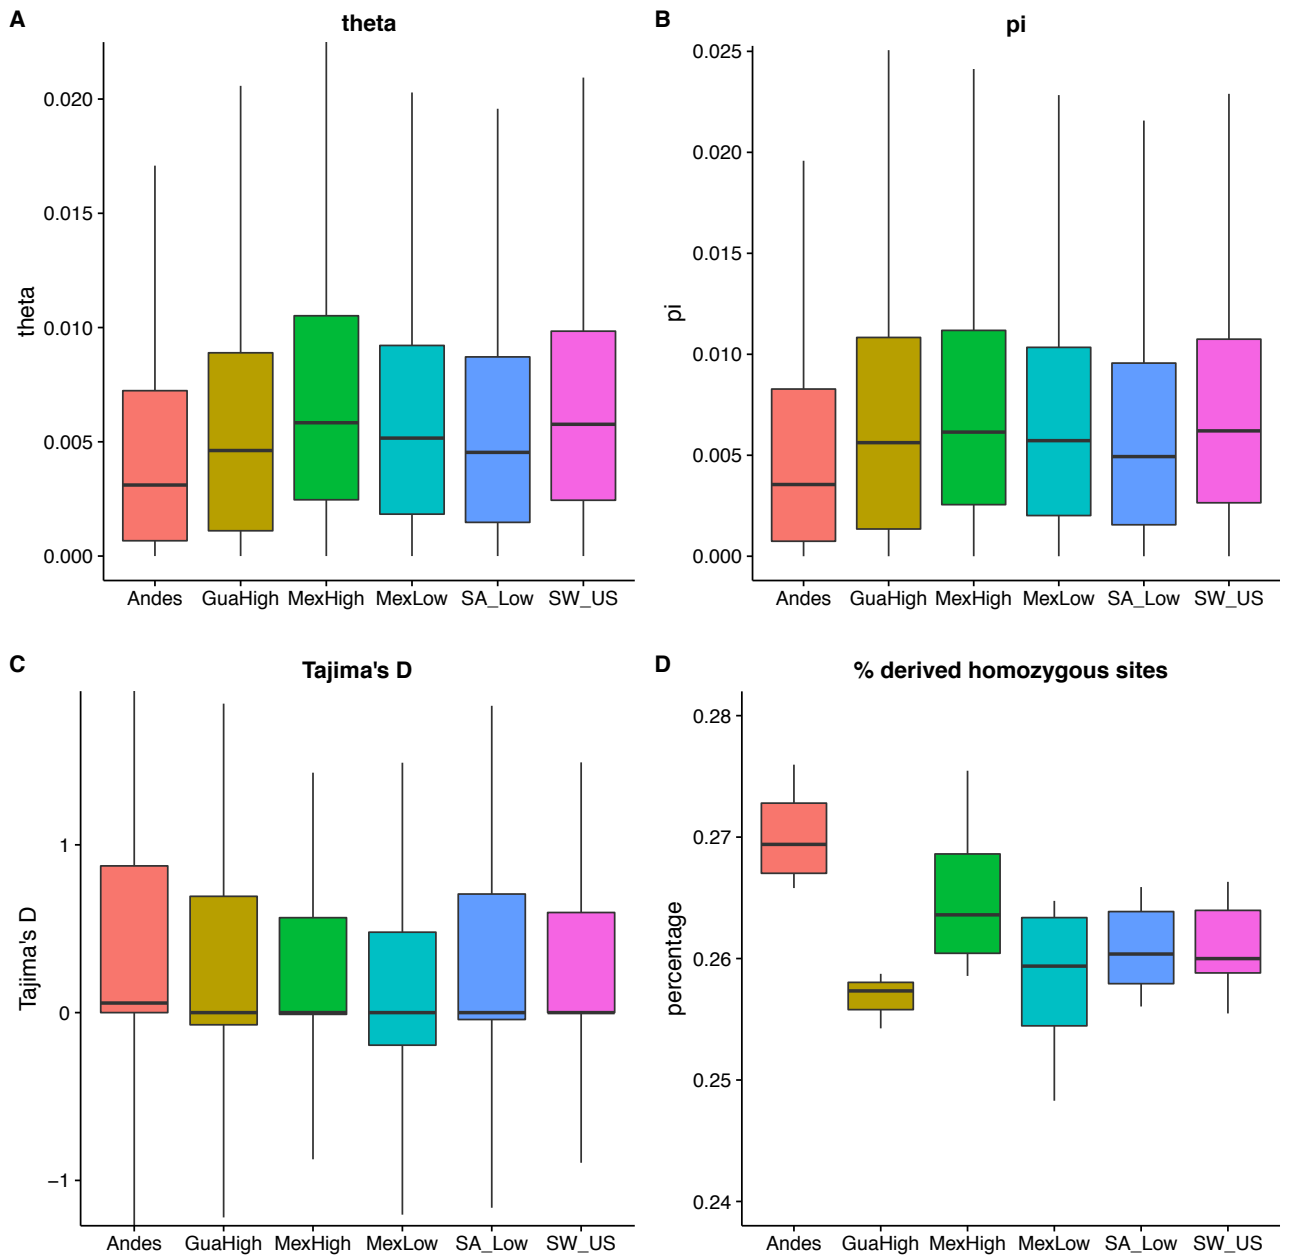 A
theta
theta
0.020
0.015
0.010
0.005
0.000
Andes GuaHigh MexHigh MexLow SA_Low SW_US
B
pi
pi
0.025
0.020
0.015
0.010
0.005
0.000
Andes GuaHigh MexHigh MexLow SA_Low SW_US
C
Tajima's D
Tajima's D
1
0
−1
Andes GuaHigh MexHigh MexLow SA_Low SW_US
D
% derived homozygous sites
percentage
0.28
0.27
0.26
0.25
0.24
Andes GuaHigh MexHigh MexLow SA_Low SW_US